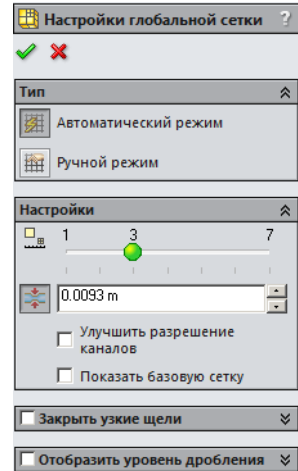 Настройки глобальной сетки ?
Тип
Автоматический режим
Ручной режим
Настройки
1 3 7
0.0093 m
Улучшить разрешение
каналов
Показать базовую сетку
Закрыть узкие щели
Отобразить уровень дробления